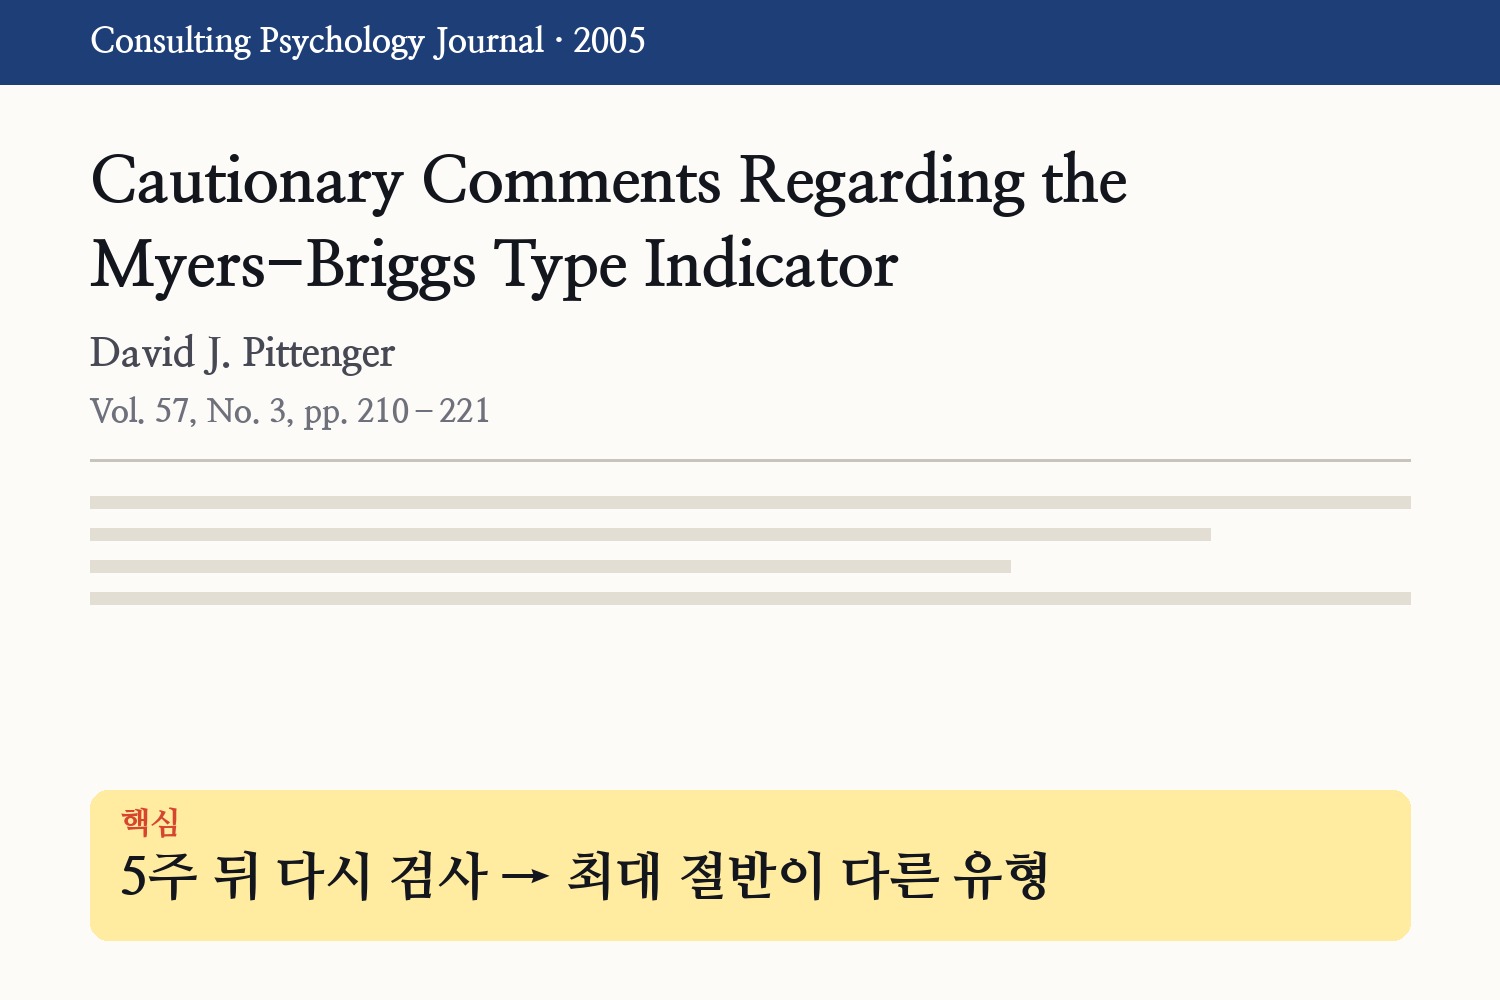 Consulting Psychology Journal · 2005
Cautionary Comments Regarding the
Myers–Briggs Type Indicator
David J. Pittenger
Vol. 57, No. 3, pp. 210–221
핵심
5주 뒤 다시 검사 → 최대 절반이 다른 유형